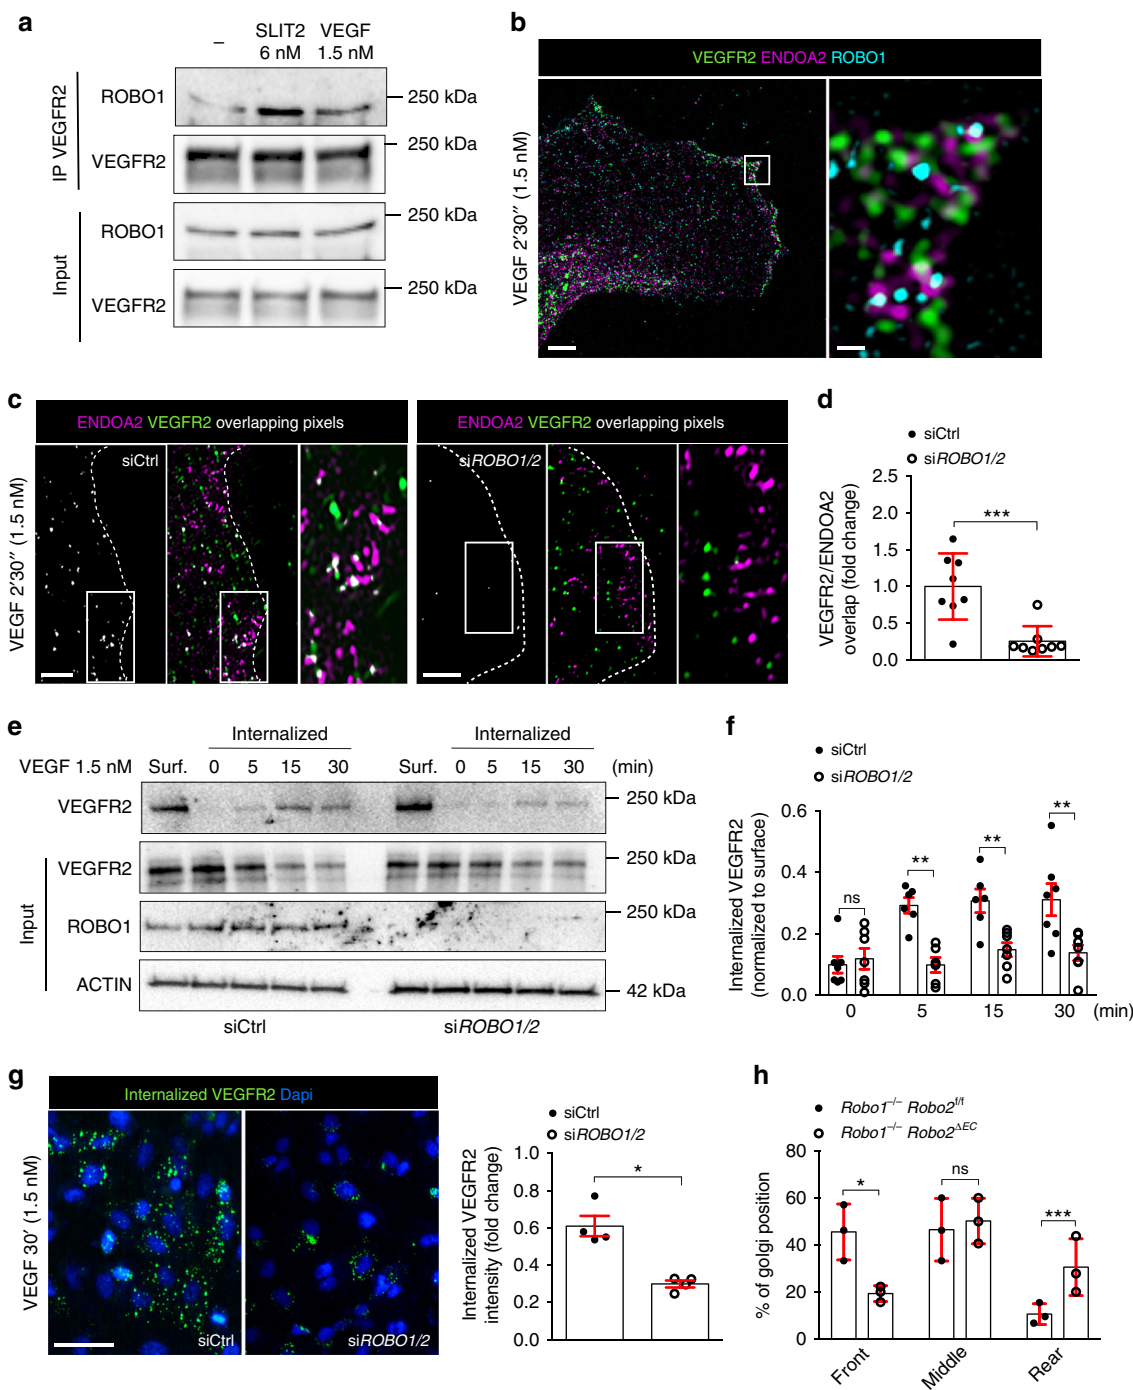 a
–
SLIT2
6 nM
VEGF
1.5 nM
IP VEGFR2
ROBO1
250 kDa
VEGFR2
250 kDa
Input
ROBO1
250 kDa
VEGFR2
250 kDa
b
VEGFR2 ENDOA2 ROBO1
VEGF 2′30″ (1.5 nM)
c
ENDOA2 VEGFR2 overlapping pixels
ENDOA2 VEGFR2 overlapping pixels
VEGF 2′30″ (1.5 nM)
siCtrl
siROBO1/2
d
siCtrl
siROBO1/2
VEGFR2/ENDOA2
overlap (fold change)
2.5
2.0
1.5
1.0
0.5
0.0
***
e
Internalized
Internalized
VEGF 1.5 nM Surf. 0 5 15 30 Surf. 0 5 15 30 (min)
VEGFR2
250 kDa
Input
VEGFR2
250 kDa
ROBO1
250 kDa
ACTIN
42 kDa
siCtrl
siROBO1/2
f
siCtrl
siROBO1/2
Internalized VEGFR2
(normalized to surface)
0.6
0.4
0.2
0.0
ns
**
**
**
0 5 15 30 (min)
g
Internalized VEGFR2 Dapi
VEGF 30′ (1.5 nM)
siCtrl
siROBO1/2
siCtrl
siROBO1/2
Internalized VEGFR2
intensity (fold change)
1.0
0.8
0.6
0.4
0.2
0.0
*
h
Robo1–/– Robo2f/f
Robo1–/– Robo2ΔEC
% of golgi position
80
60
40
20
0
*
ns
***
Front
Middle
Rear